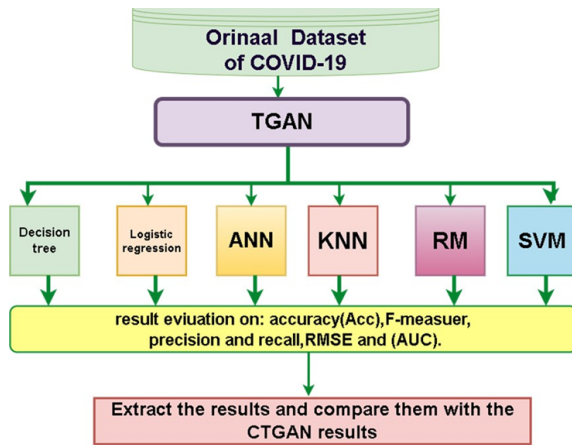 Orinaal Dataset
of COVID-19
TGAN
Decision
tree
Logistic
regression
ANN
KNN
RM
SVM
result eviuation on: accuracy(Acc),F-measuer,
precision and recall,RMSE and (AUC).
Extract the results and compare them with the
CTGAN results